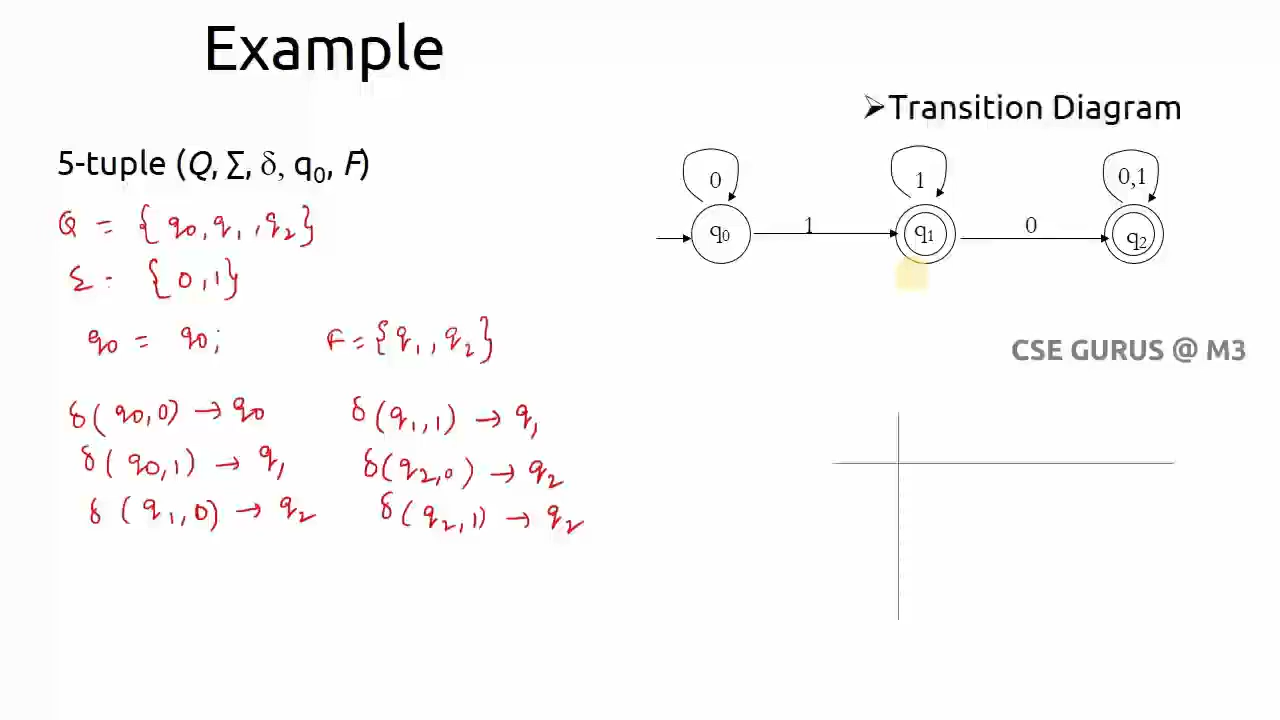 Example
➢Transition Diagram
5-tuple (Q, ∑, δ, q₀, F)
Q = { q0, q1, q2 }
Σ = { 0, 1 }
q0 = q0; F = { q1, q2 }
δ( q0, 0) → q0
δ( q0, 1) → q1
δ ( q1, 0) → q2
δ ( q1, 1) → q1
δ( q2, 0) → q2
δ( q2, 1) → q2
0 1 0,1
q0 1 q1 0 q2
CSE GURUS @ M3